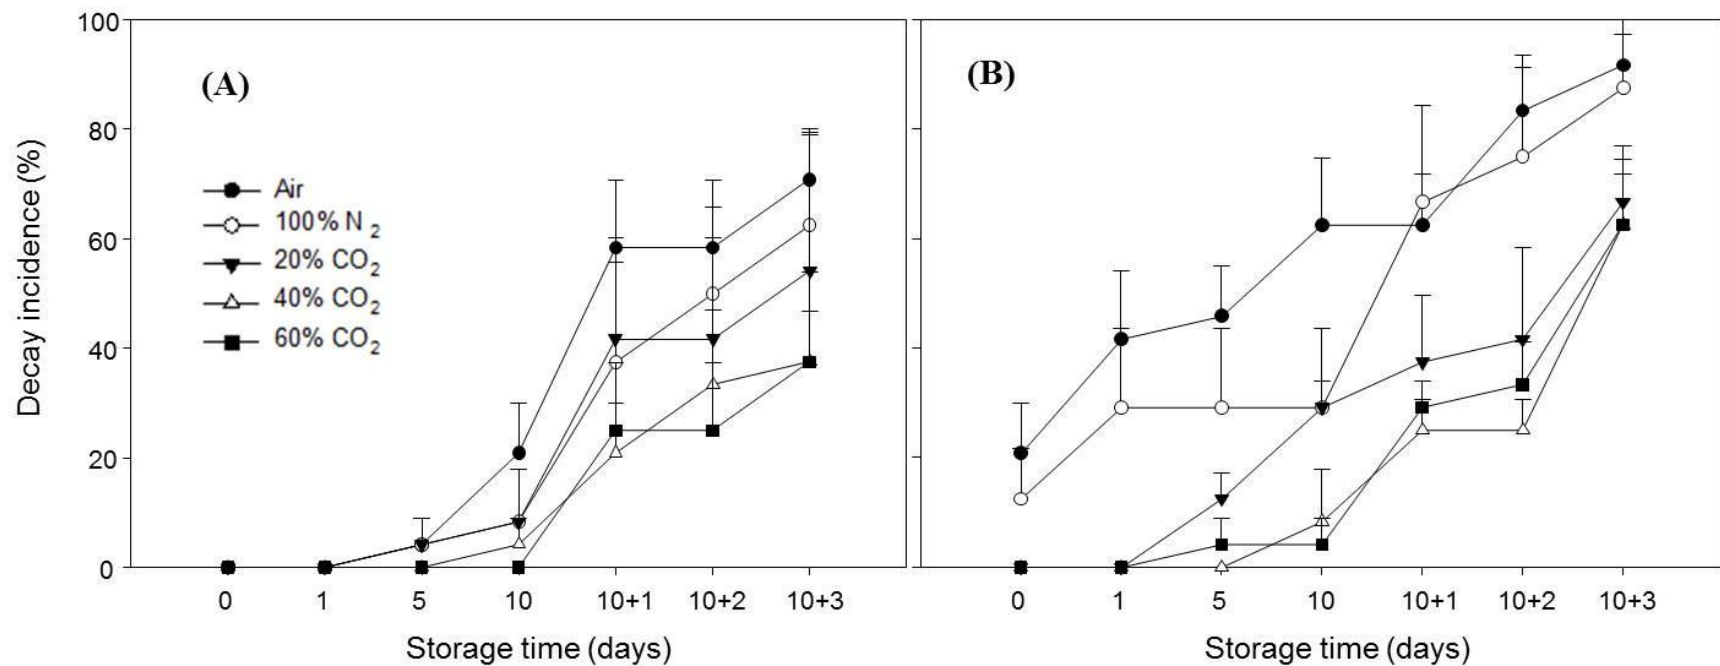 (A)
(B)
Decay incidence (%)
100
80
60
40
20
0
Air
100% N₂
20% CO₂
40% CO₂
60% CO₂
0 1 5 10 10+1 10+2 10+3
0 1 5 10 10+1 10+2 10+3
Storage time (days)
Storage time (days)